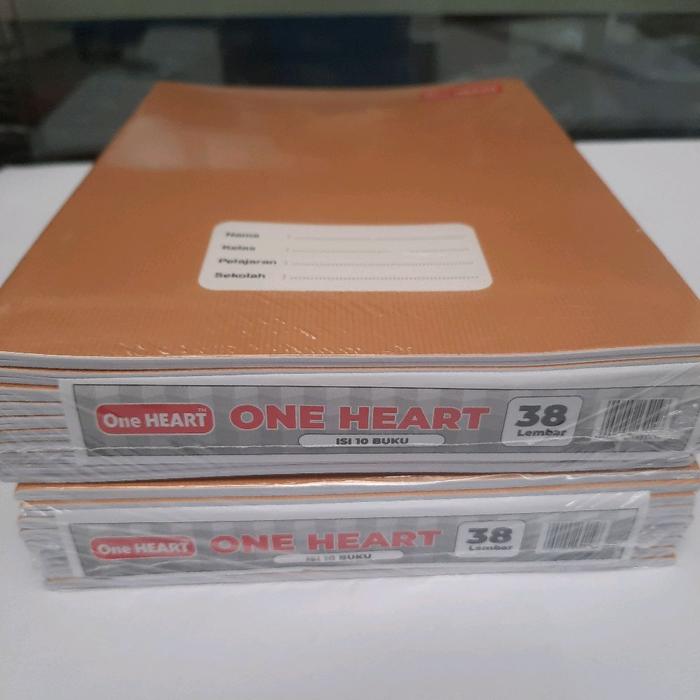 Nama :
Kelas :
Pelajaran :
Sekolah :
One HEART™ ONE HEART 38 Lembar
ISI 10 BUKU
One HEART ONE HEART 38 Lembar
ISI 10 BUKU